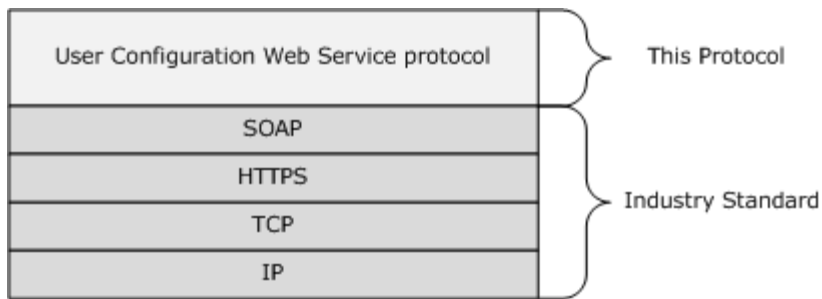 User Configuration Web Service protocol
This Protocol
SOAP
HTTPS
TCP
IP
Industry Standard